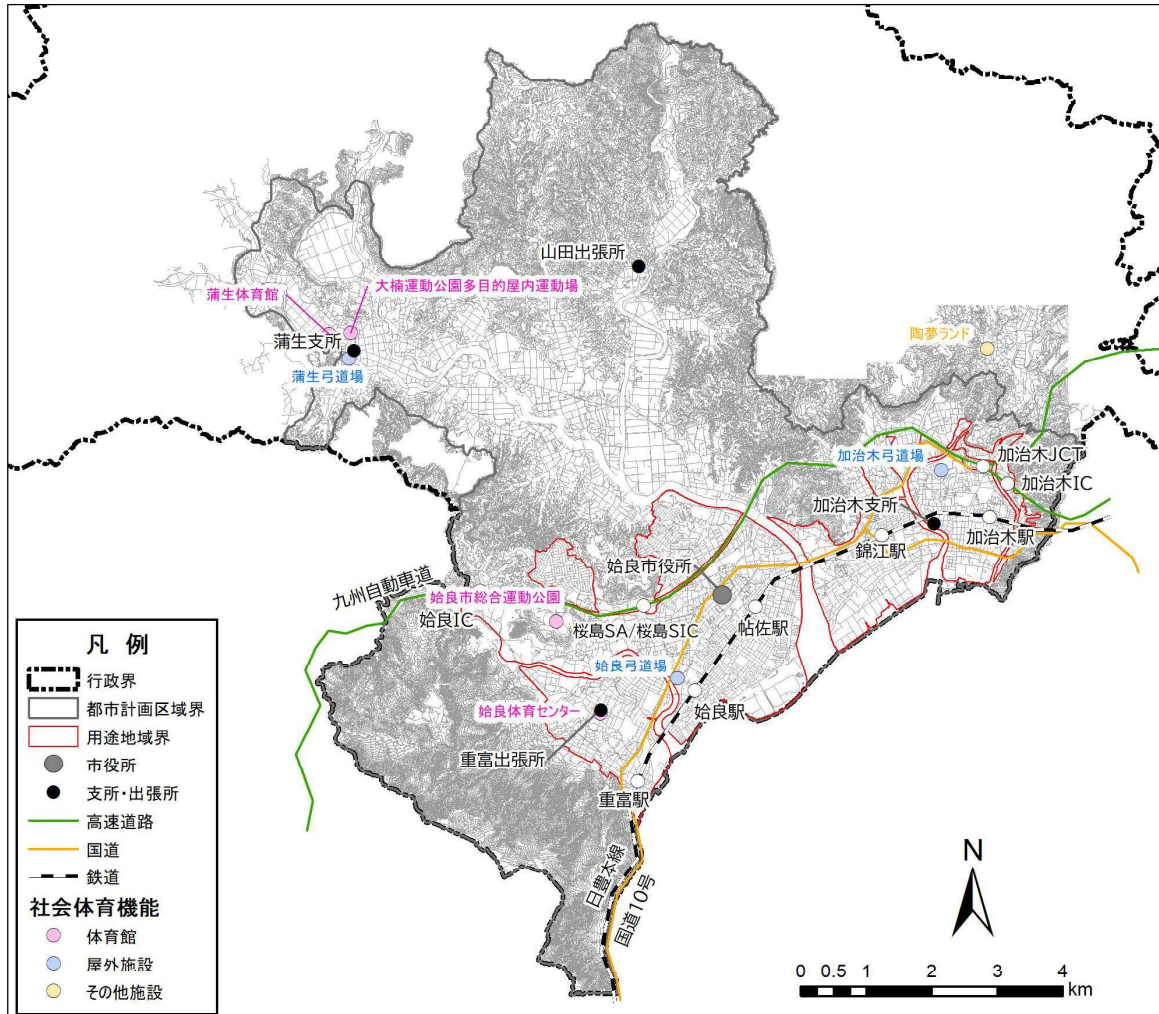 山田出張所
大楠運動公園多目的屋内運動場
蒲生体育館
蒲生支所
蒲生弓道場
陶夢ランド
加治木弓道場
加治木JCT
加治木IC
加治木支所
加治木駅
錦江駅
姶良市役所
九州自動車道
姶良市総合運動公園
姶良IC
桜島SA/桜島SIC
帖佐駅
姶良弓道場
姶良駅
姶良体育センター
重富出張所
重富駅
日豊本線
国道10号
凡 例
行政界
都市計画区域界
用途地域界
市役所
支所・出張所
高速道路
国道
鉄道
社会体育機能
体育館
屋外施設
その他施設
N
0 0.5 1 2 3 4
km